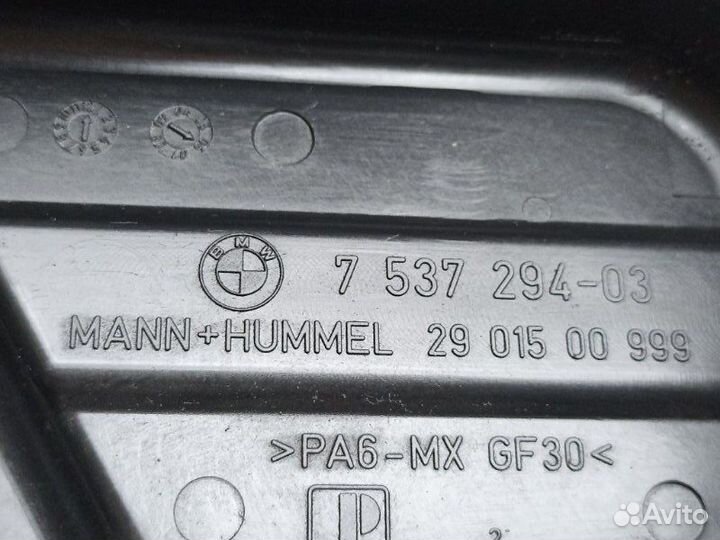 BMW 7 537 294-03
MANN+HUMMEL 29 015 00 999
>PA6-MX GF30<
P
Avito